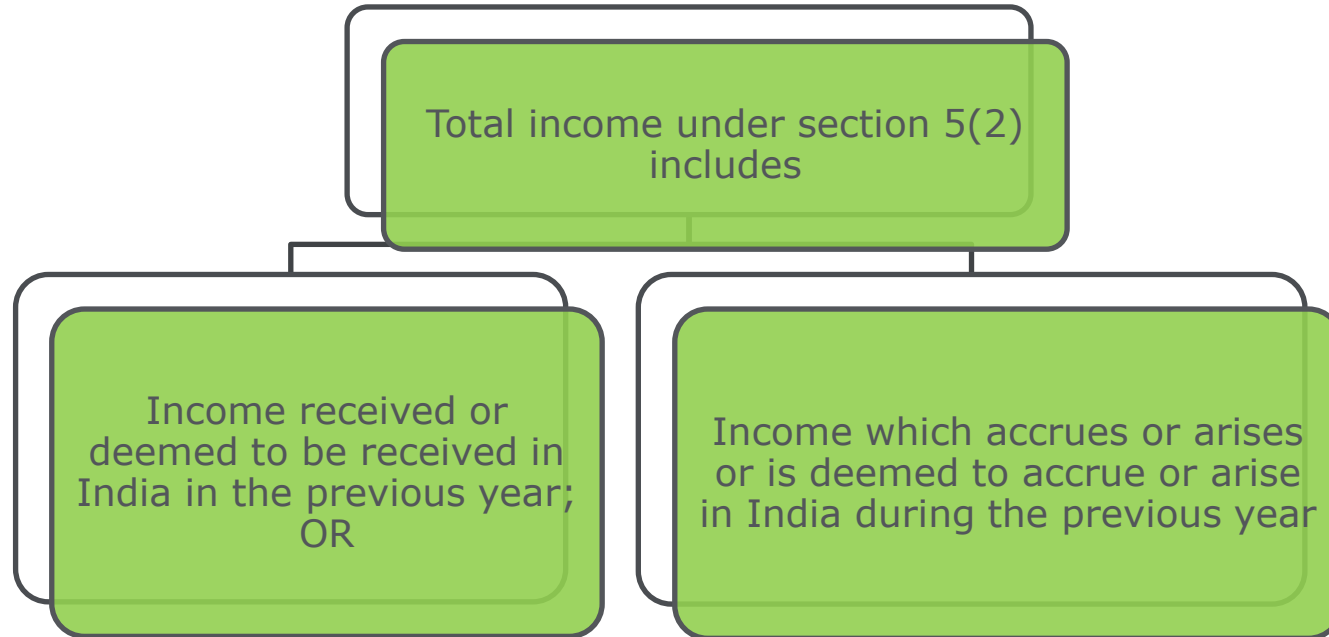 Total income under section 5(2)
includes
Income received or
deemed to be received in
India in the previous year;
OR
Income which accrues or arises
or is deemed to accrue or arise
in India during the previous year